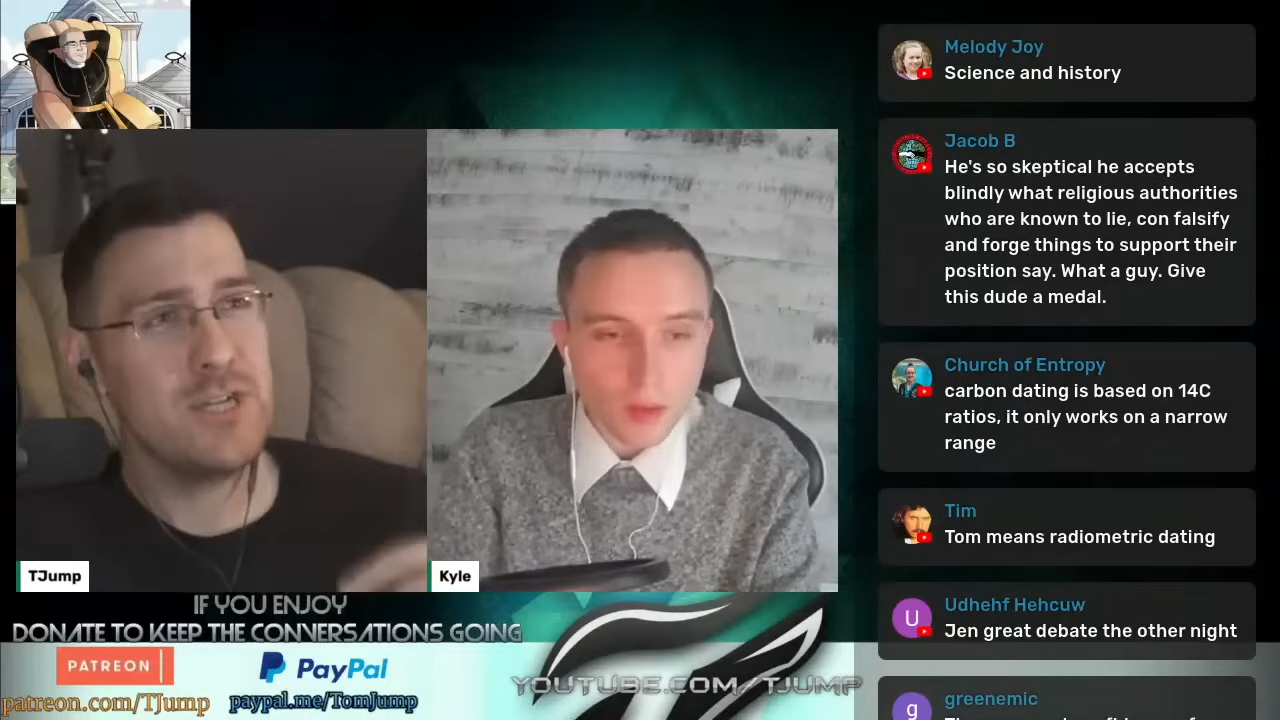 Melody Joy
Science and history
Jacob B
He's so skeptical he accepts
blindly what religious authorities
who are known to lie, con falsify
and forge things to support their
position say. What a guy. Give
this dude a medal.
Church of Entropy
carbon dating is based on 14C
ratios, it only works on a narrow
range
Tim
Tom means radiometric dating
U
Udhehf Hehcuw
Jen great debate the other night
g
greenemic
TJump
Kyle
IF YOU ENJOY
DONATE TO KEEP THE CONVERSATIONS GOING
PATREON
PayPal
patreon.com/TJump
paypal.me/TomJump
YOUTUBE.COM/TJUMP